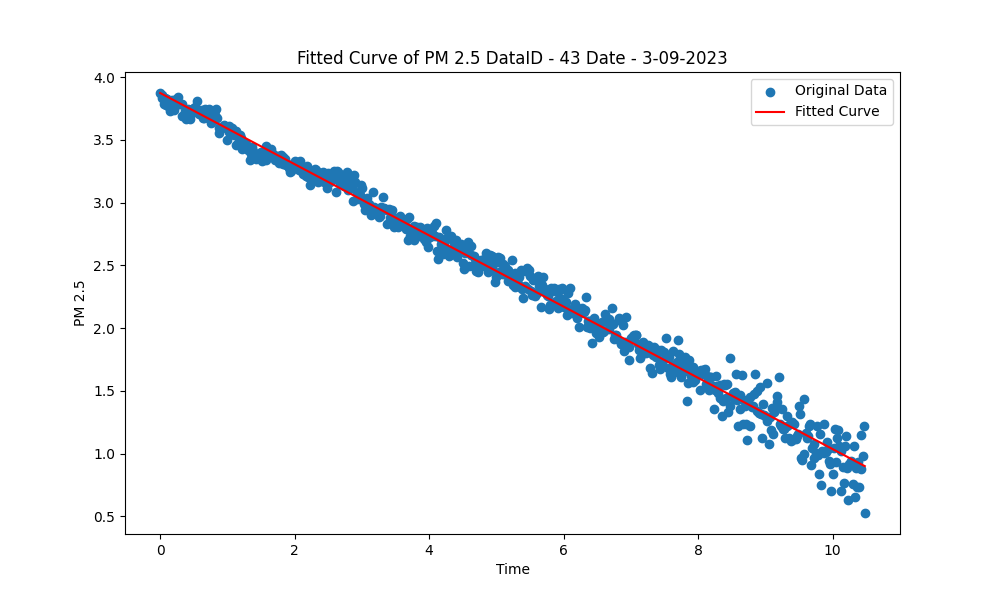 Fitted Curve of PM 2.5 DataID - 43 Date - 3-09-2023
Original Data
Fitted Curve
PM 2.5
4.0
3.5
3.0
2.5
2.0
1.5
1.0
0.5
0 2 4 6 8 10
Time